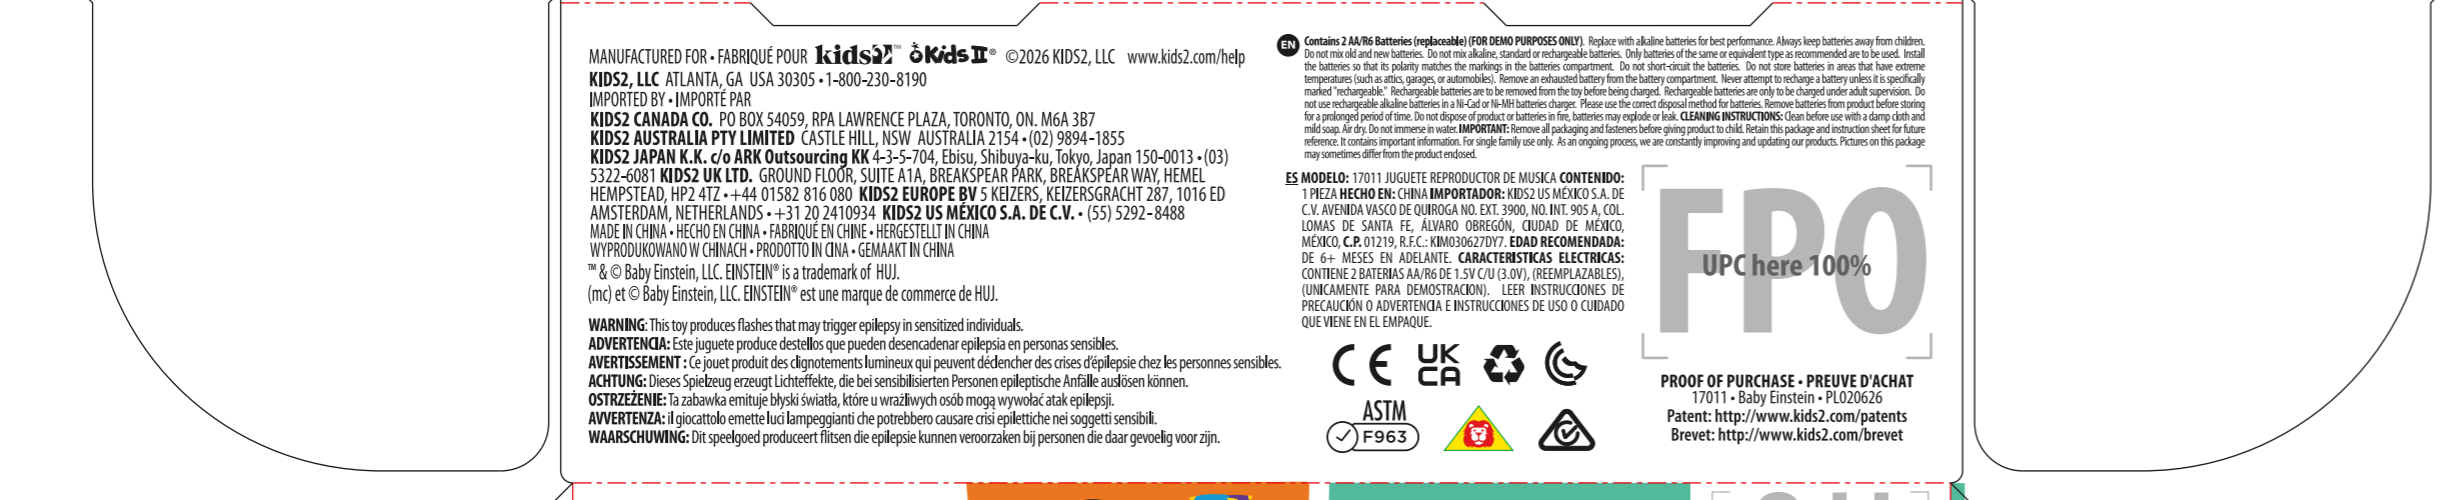 MANUFACTURED FOR • FABRIQUÉ POUR kids2™ Kids II® ©2026 KIDS2, LLC www.kids2.com/help
KIDS2, LLC ATLANTA, GA USA 30305 • 1-800-230-8190
IMPORTED BY • IMPORTÉ PAR
KIDS2 CANADA CO. PO BOX 54059, RPA LAWRENCE PLAZA, TORONTO, ON. M6A 3B7
KIDS2 AUSTRALIA PTY LIMITED CASTLE HILL, NSW AUSTRALIA 2154 • (02) 9894-1855
KIDS2 JAPAN K.K. c/o ARK Outsourcing KK 4-3-5-704, Ebisu, Shibuya-ku, Tokyo, Japan 150-0013 • (03)
5322-6081 KIDS2 UK LTD. GROUND FLOOR, SUITE A1A, BREAKSPEAR PARK, BREAKSPEAR WAY, HEMEL
HEMPSTEAD, HP2 4TZ • +44 01582 816 080 KIDS2 EUROPE BV 5 KEIZERS, KEIZERSGRACHT 287, 1016 ED
AMSTERDAM, NETHERLANDS • +31 20 2410934 KIDS2 US MÉXICO S.A. DE C.V. • (55) 5292-8488
MADE IN CHINA • HECHO EN CHINA • FABRIQUÉ EN CHINE • HERGESTELLT IN CHINA
WYPRODUKOWANO W CHINACH • PRODOTTO IN CINA • GEMAAKT IN CHINA
™ & © Baby Einstein, LLC. EINSTEIN® is a trademark of HUJ.
(mc) et © Baby Einstein, LLC. EINSTEIN® est une marque de commerce de HUJ.
WARNING: This toy produces flashes that may trigger epilepsy in sensitized individuals.
ADVERTENCIA: Este juguete produce destellos que pueden desencadenar epilepsia en personas sensibles.
AVERTISSEMENT : Ce jouet produit des clignotements lumineux qui peuvent déclencher des crises d'épilepsie chez les personnes sensibles.
ACHTUNG: Dieses Spielzeug erzeugt Lichteffekte, die bei sensibilisierten Personen epileptische Anfälle auslösen können.
OSTRZEŻENIE: Ta zabawka emituje błyski światła, które u wrażliwych osób mogą wywołać atak epilepsji.
AVVERTENZA: il giocattolo emette luci lampeggianti che potrebbero causare crisi epilettiche nei soggetti sensibili.
WAARSCHUWING: Dit speelgoed produceert flitsen die epilepsie kunnen veroorzaken bij personen die daar gevoelig voor zijn.
EN Contains 2 AA/R6 Batteries (replaceable) (FOR DEMO PURPOSES ONLY). Replace with alkaline batteries for best performance. Always keep batteries away from children.
Do not mix old and new batteries. Do not mix alkaline, standard or rechargeable batteries. Only batteries of the same or equivalent type as recommended are to be used. Install
the batteries so that its polarity matches the markings in the batteries compartment. Do not short-circuit the batteries. Do not store batteries in areas that have extreme
temperatures (such as attics, garages, or automobiles). Remove an exhausted battery from the battery compartment. Never attempt to recharge a battery unless it is specifically
marked "rechargeable." Rechargeable batteries are to be removed from the toy before being charged. Rechargeable batteries are only to be charged under adult supervision. Do
not use rechargeable alkaline batteries in a Ni-Cad or Ni-MH batteries charger. Please use the correct disposal method for batteries. Remove batteries from product before storing
for a prolonged period of time. Do not dispose of product or batteries in fire, batteries may explode or leak. CLEANING INSTRUCTIONS: Clean before use with a damp cloth and
mild soap. Air dry. Do not immerse in water. IMPORTANT: Remove all packaging and fasteners before giving product to child. Retain this package and instruction sheet for future
reference. It contains important information. For single family use only. As an ongoing process, we are constantly improving and updating our products. Pictures on this package
may sometimes differ from the product enclosed.
ES MODELO: 17011 JUGUETE REPRODUCTOR DE MUSICA CONTENIDO:
1 PIEZA HECHO EN: CHINA IMPORTADOR: KIDS2 US MÉXICO S.A. DE
C.V. AVENIDA VASCO DE QUIROGA NO. EXT. 3900, NO. INT. 905 A, COL.
LOMAS DE SANTA FE, ÁLVARO OBREGÓN, CIUDAD DE MÉXICO,
MÉXICO, C.P. 01219, R.F.C.: KIM030627DY7. EDAD RECOMENDADA:
DE 6+ MESES EN ADELANTE. CARACTERISTICAS ELECTRICAS:
CONTIENE 2 BATERIAS AA/R6 DE 1.5V C/U (3.0V), (REEMPLAZABLES),
(UNICAMENTE PARA DEMOSTRACION). LEER INSTRUCCIONES DE
PRECAUCIÓN O ADVERTENCIA E INSTRUCCIONES DE USO O CUIDADO
QUE VIENE EN EL EMPAQUE.
CE UK CA
ASTM
F963
FPO
UPC here 100%
PROOF OF PURCHASE • PREUVE D'ACHAT
17011 • Baby Einstein • PL020626
Patent: http://www.kids2.com/patents
Brevet: http://www.kids2.com/brevet